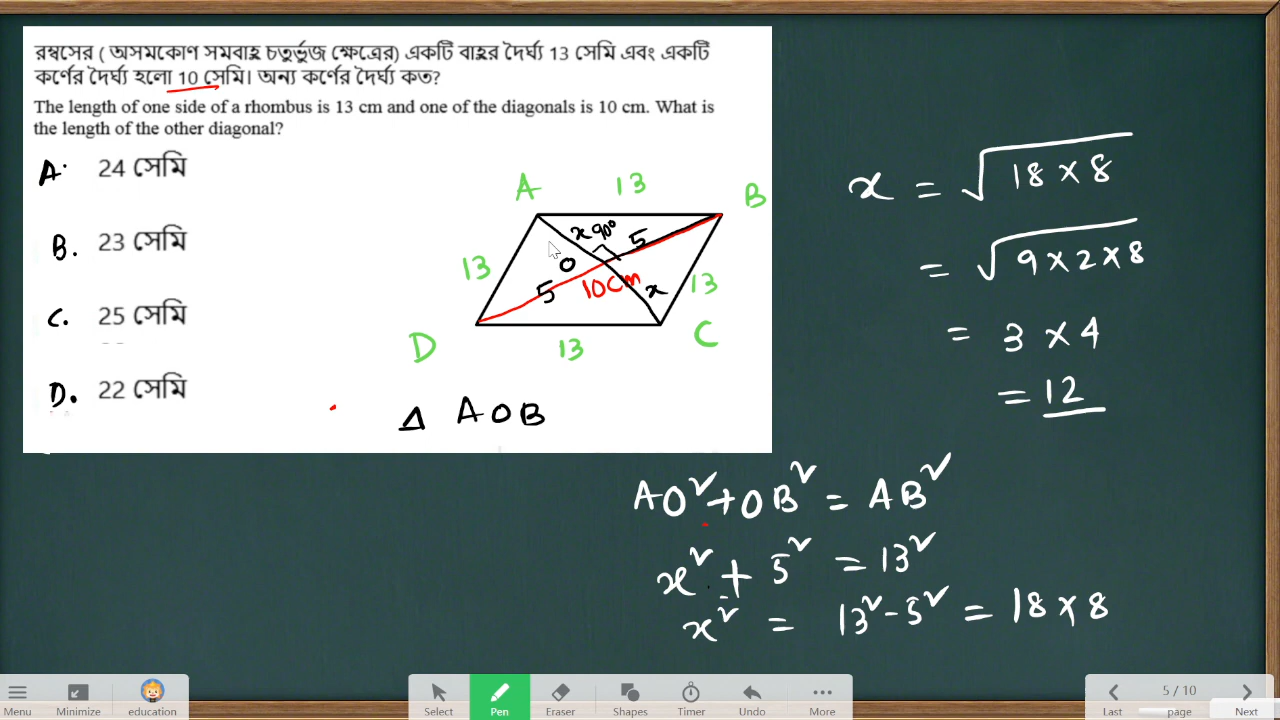 রম্বসের ( অসমকোণ সমবাহু চতুর্ভুজ ক্ষেত্রের) একটি বাহুর দৈর্ঘ্য 13 সেমি এবং একটি
কর্ণের দৈর্ঘ্য হলো 10 সেমি। অন্য কর্ণের দৈর্ঘ্য কত?
The length of one side of a rhombus is 13 cm and one of the diagonals is 10 cm. What is
the length of the other diagonal?
A. 24 সেমি
B. 23 সেমি
C. 25 সেমি
D. 22 সেমি
A 13 B
x 90° 5
13 O
5 10cm x 13
D 13 C
Δ AOB
x = √18 × 8
= √9 × 2 × 8
= 3 × 4
= 12
AO² + OB² = AB²
x² + 5² = 13²
x² = 13² - 5² = 18 × 8
Menu Minimize education Select Pen Eraser Shapes Timer Undo More Last 5 / 10 page Next